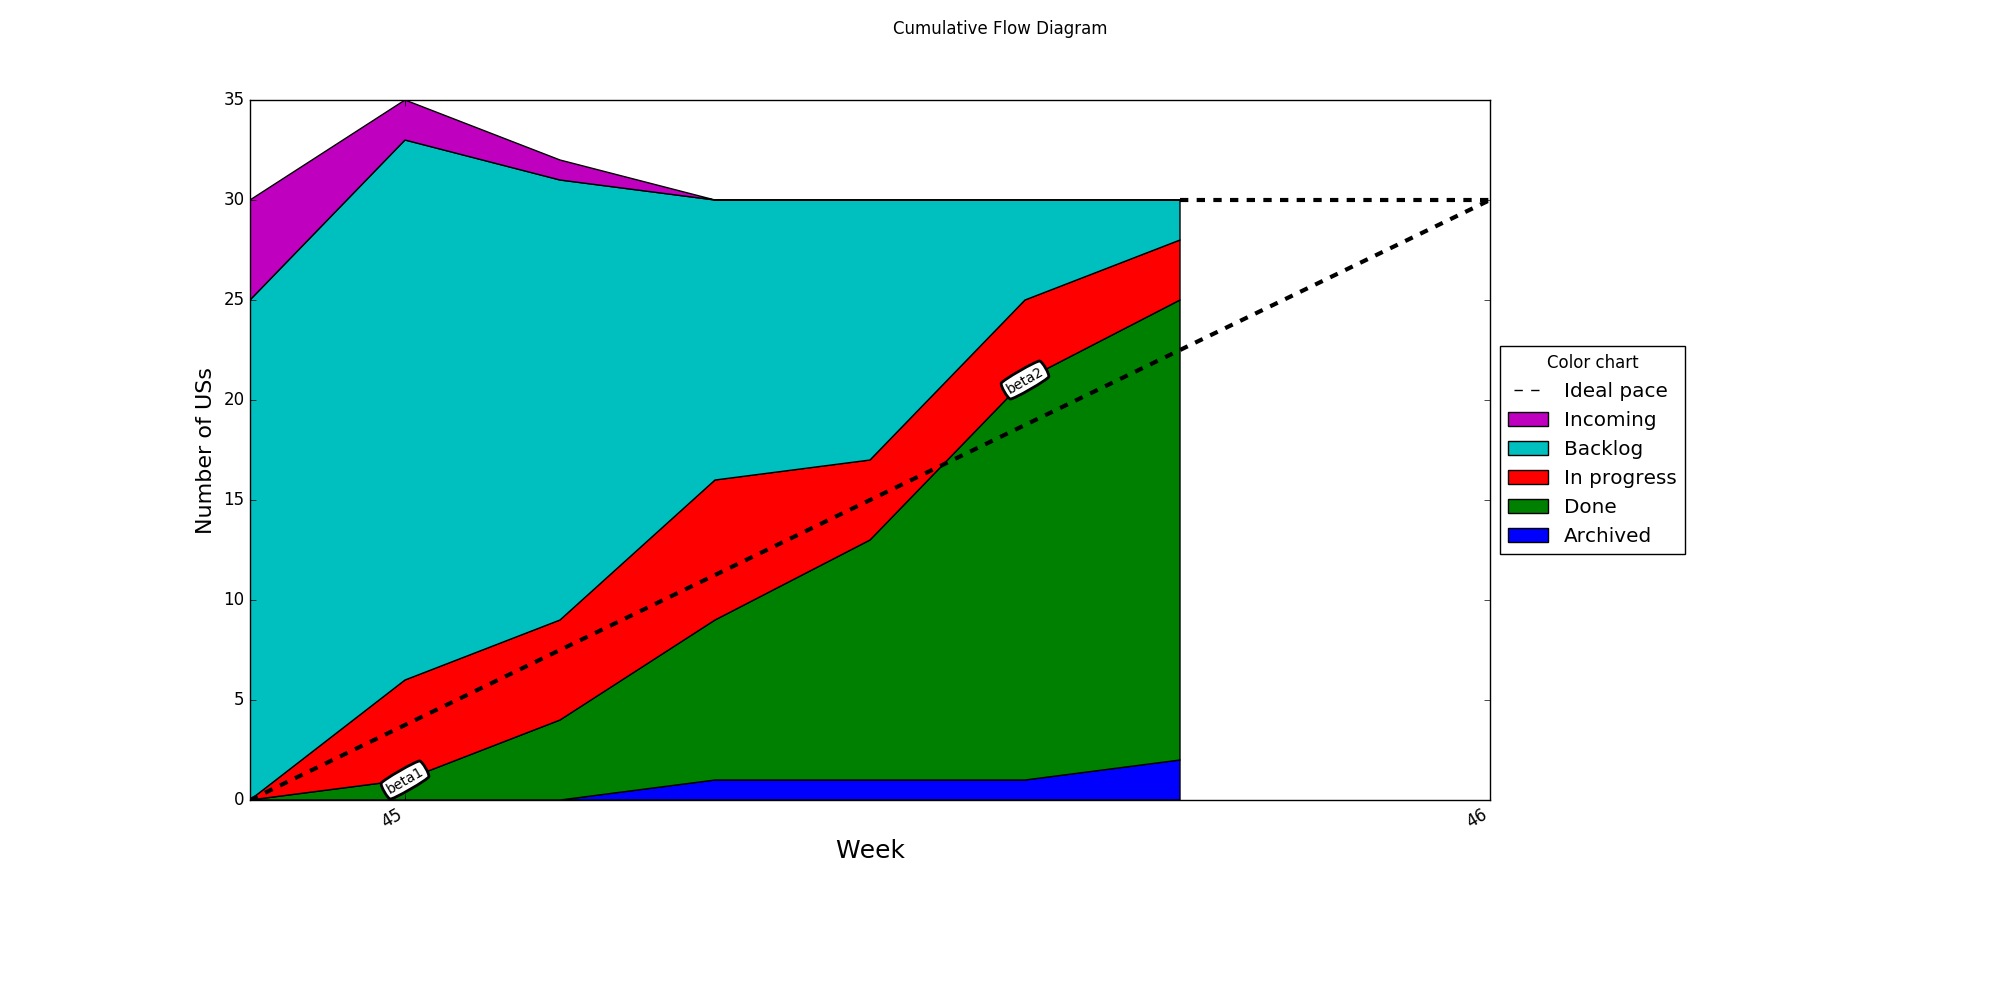 Cumulative Flow Diagram
35
30
25
20
15
10
5
0
Number of USs
beta1
beta2
45
46
Week
Color chart
Ideal pace
Incoming
Backlog
In progress
Done
Archived